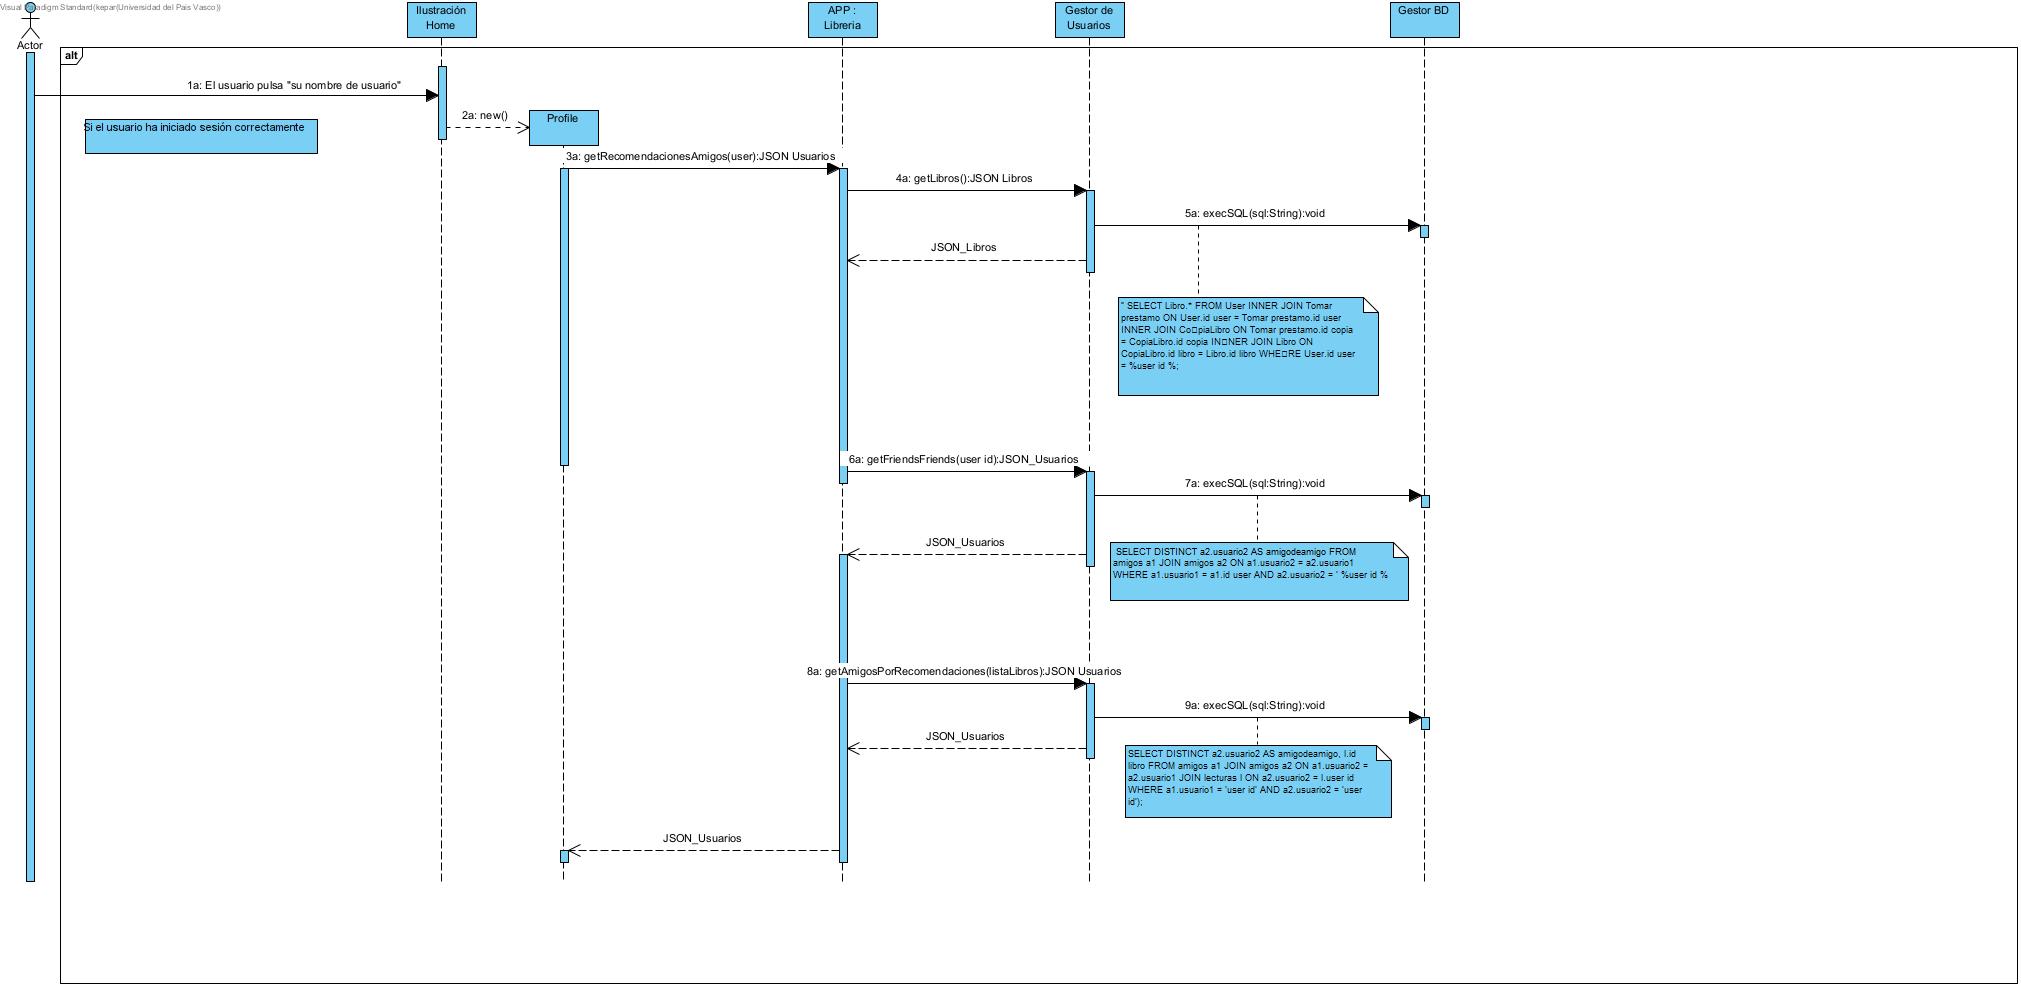 Visual Paradigm Standard(kepar(Universidad del Pais Vasco))
Actor
Ilustración
Home
APP :
Libreria
Gestor de
Usuarios
Gestor BD
alt
1a: El usuario pulsa "su nombre de usuario"
2a: new()
Profile
Si el usuario ha iniciado sesión correctamente
3a: getRecomendacionesAmigos(user):JSON Usuarios
4a: getLibros():JSON Libros
5a: execSQL(sql:String):void
JSON_Libros
" SELECT Libro.* FROM User INNER JOIN Tomar
prestamo ON User.id user = Tomar prestamo.id user
INNER JOIN Co□piaLibro ON Tomar prestamo.id copia
= CopiaLibro.id copia IN□NER JOIN Libro ON
CopiaLibro.id libro = Libro.id libro WHE□RE User.id user
= %user id %;
6a: getFriendsFriends(user id):JSON_Usuarios
7a: execSQL(sql:String):void
JSON_Usuarios
SELECT DISTINCT a2.usuario2 AS amigodeamigo FROM
amigos a1 JOIN amigos a2 ON a1.usuario2 = a2.usuario1
WHERE a1.usuario1 = a1.id user AND a2.usuario2 = ' %user id %
8a: getAmigosPorRecomendaciones(listaLibros):JSON Usuarios
9a: execSQL(sql:String):void
JSON_Usuarios
SELECT DISTINCT a2.usuario2 AS amigodeamigo, l.id
libro FROM amigos a1 JOIN amigos a2 ON a1.usuario2 =
a2.usuario1 JOIN lecturas l ON a2.usuario2 = l.user id
WHERE a1.usuario1 = 'user id' AND a2.usuario2 = 'user
id');
JSON_Usuarios